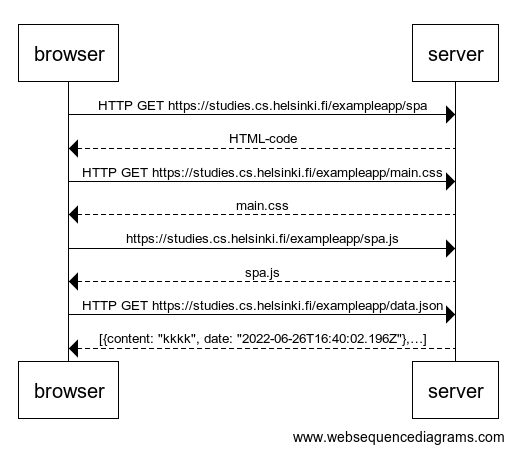 browser server
HTTP GET https://studies.cs.helsinki.fi/exampleapp/spa
HTML-code
HTTP GET https://studies.cs.helsinki.fi/exampleapp/main.css
main.css
https://studies.cs.helsinki.fi/exampleapp/spa.js
spa.js
HTTP GET https://studies.cs.helsinki.fi/exampleapp/data.json
[{content: "kkkk", date: "2022-06-26T16:40:02.196Z"},...]
browser server
www.websequencediagrams.com